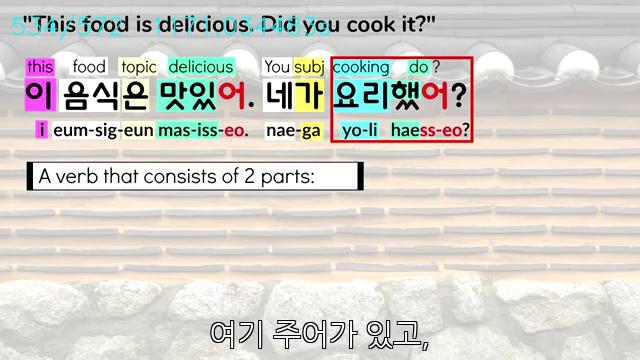 "This food is delicious. Did you cook it?"
this food topic delicious You subj cooking do ?
이 음식은 맛있어. 네가 요리했어?
i eum-sig-eun mas-iss-eo. nae-ga yo-li haess-eo?
A verb that consists of 2 parts:
여기 주어가 있고,